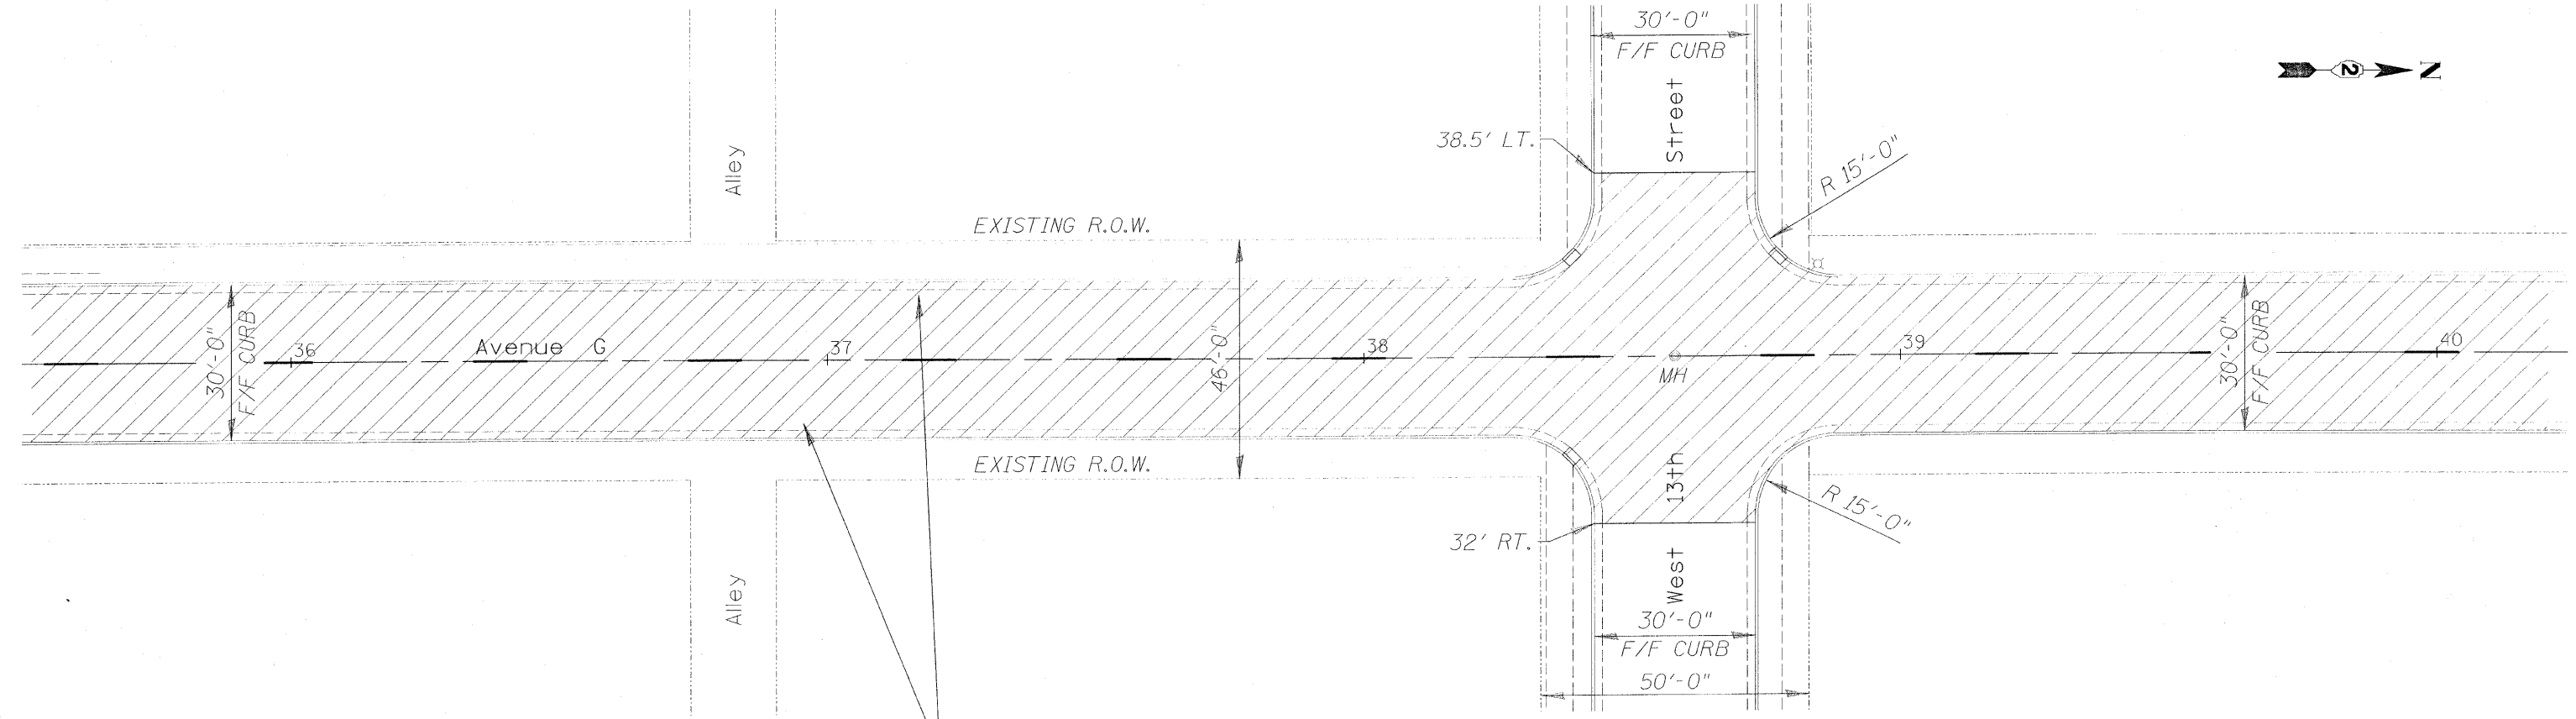 30'-0"
F/F CURB
N
2
Street
38.5' LT.
R 15'-0"
Alley
EXISTING R.O.W.
30'-0"
F/F CURB
36
Avenue G
37
46'-0"
38
MH
39
30'-0"
F/F CURB
40
EXISTING R.O.W.
13th
R 15'-0"
32' RT.
West
Alley
30'-0"
F/F CURB
50'-0"